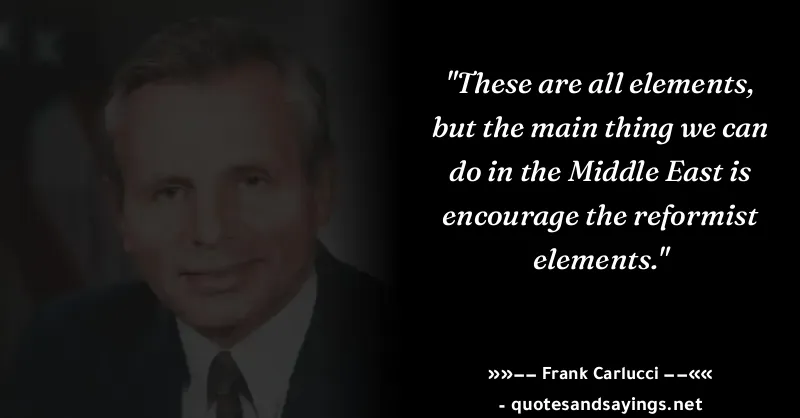 "These are all elements,
but the main thing we can
do in the Middle East is
encourage the reformist
elements."
»»–– Frank Carlucci ––««
- quotesandsayings.net